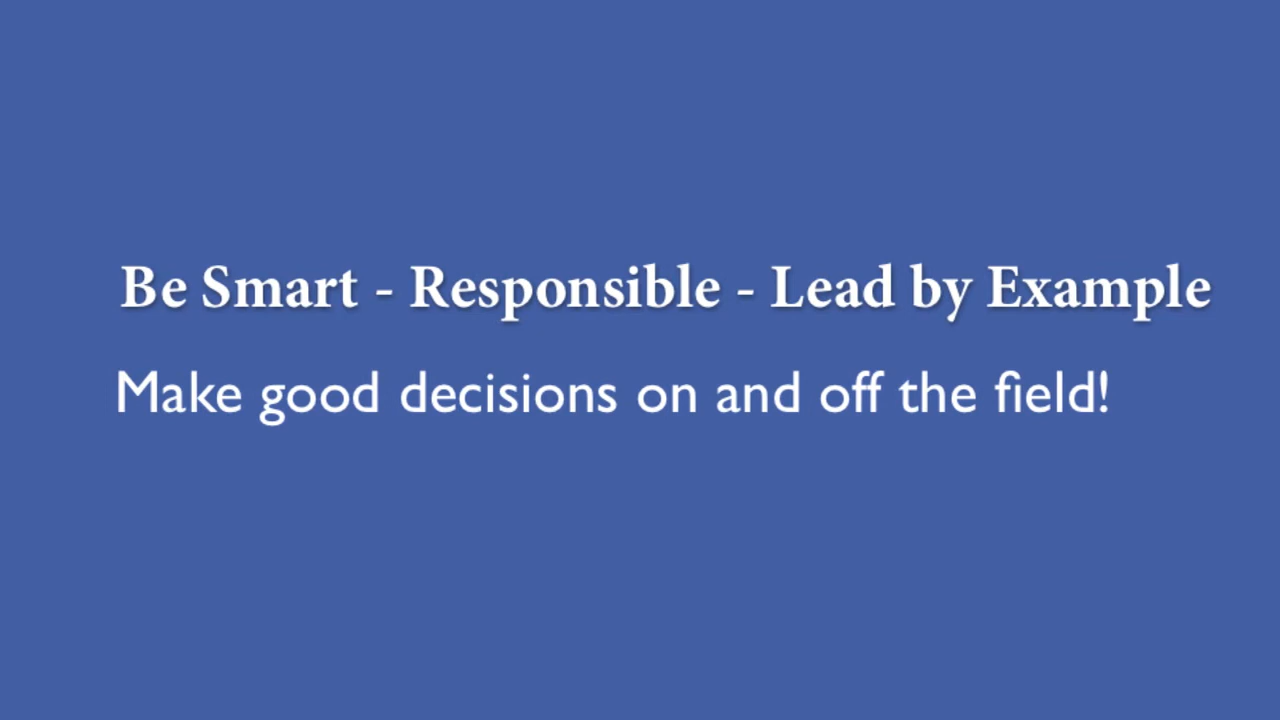 Be Smart - Responsible - Lead by Example
Make good decisions on and off the field!